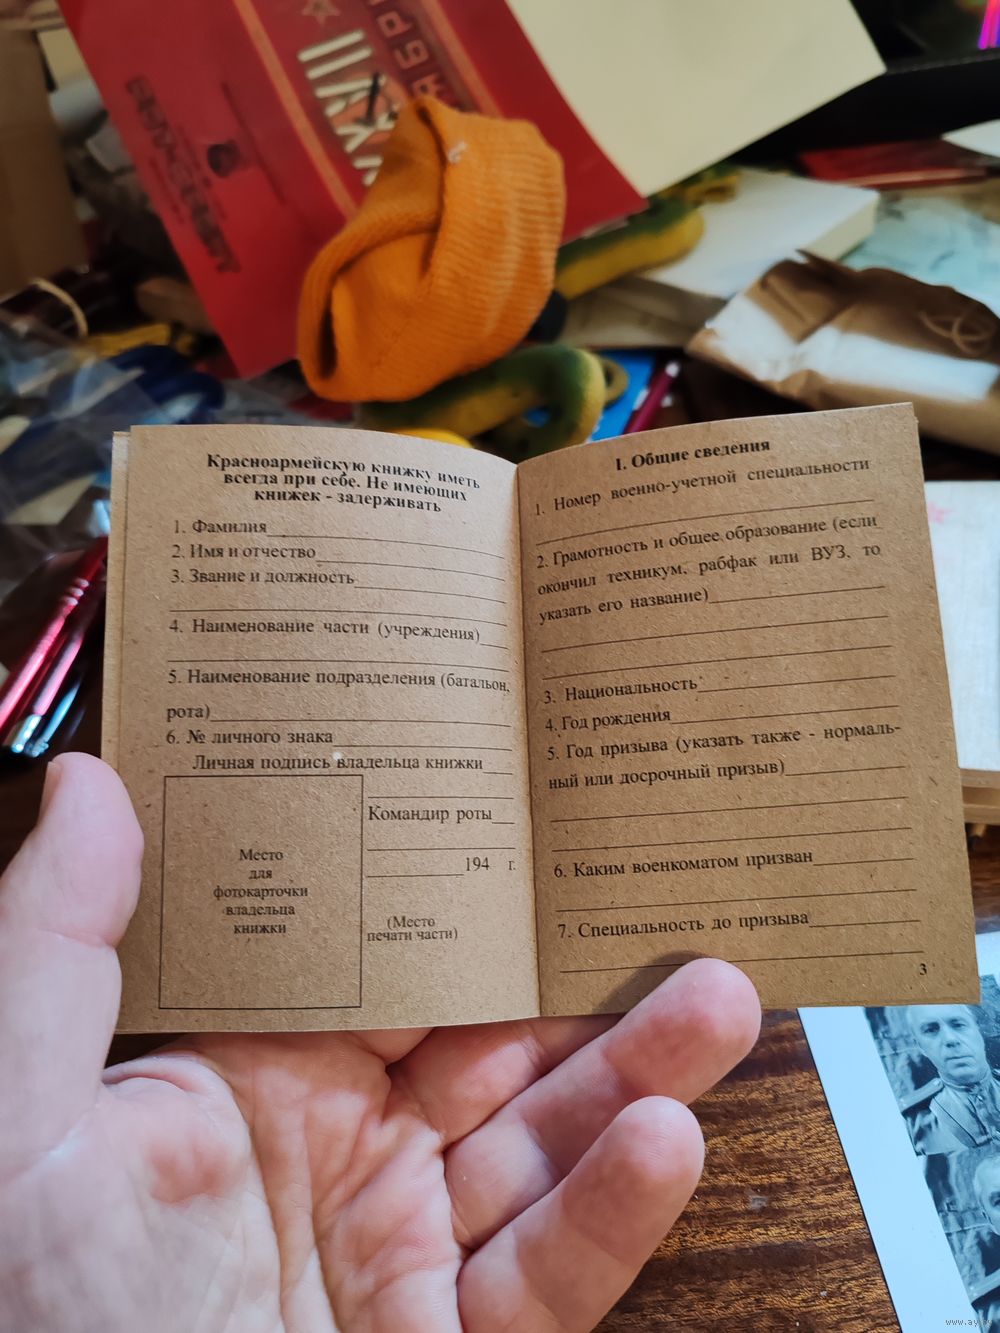 XXVII
Красноармейскую книжку иметь
всегда при себе. Не имеющих
книжек - задерживать
1. Фамилия
2. Имя и отчество
3. Звание и должность
4. Наименование части (учреждения)
5. Наименование подразделения (батальон,
рота)
6. № личного знака
Личная подпись владельца книжки
Командир роты
194 г.
Место
для
фотокарточки
владельца
книжки
(Место
печати части)
I. Общие сведения
1. Номер военно-учетной специальности
2. Грамотность и общее образование (если
окончил техникум, рабфак или ВУЗ, то
указать его название)
3. Национальность
4. Год рождения
5. Год призыва (указать также - нормаль-
ный или досрочный призыв)
6. Каким военкоматом призван
7. Специальность до призыва
3